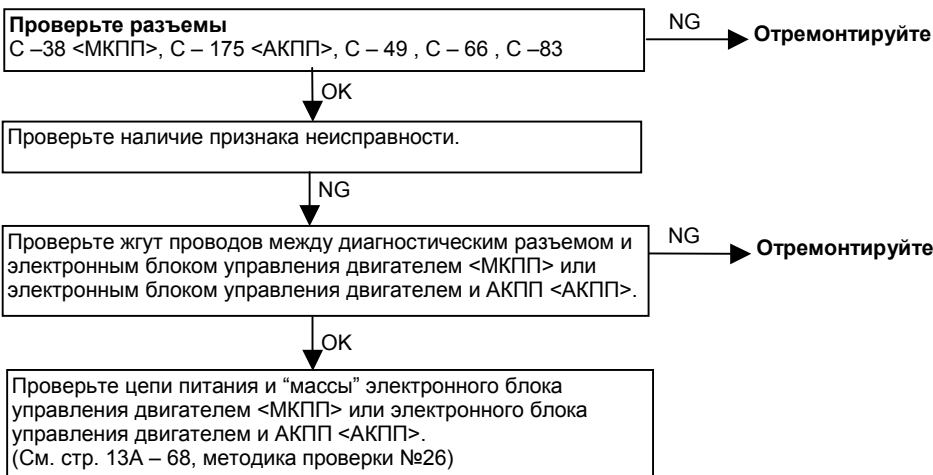 Проверьте разъемы
С –38 <МКПП>, С – 175 <АКПП>, С – 49 , С – 66 , С –83
NG
Отремонтируйте
OK
Проверьте наличие признака неисправности.
NG
Проверьте жгут проводов между диагностическим разъемом и
электронным блоком управления двигателем <МКПП> или
электронным блоком управления двигателем и АКПП <АКПП>.
NG
Отремонтируйте
OK
Проверьте цепи питания и “массы” электронного блока
управления двигателем <МКПП> или электронного блока
управления двигателем и АКПП <АКПП>.
(См. стр. 13А – 68, методика проверки №26)